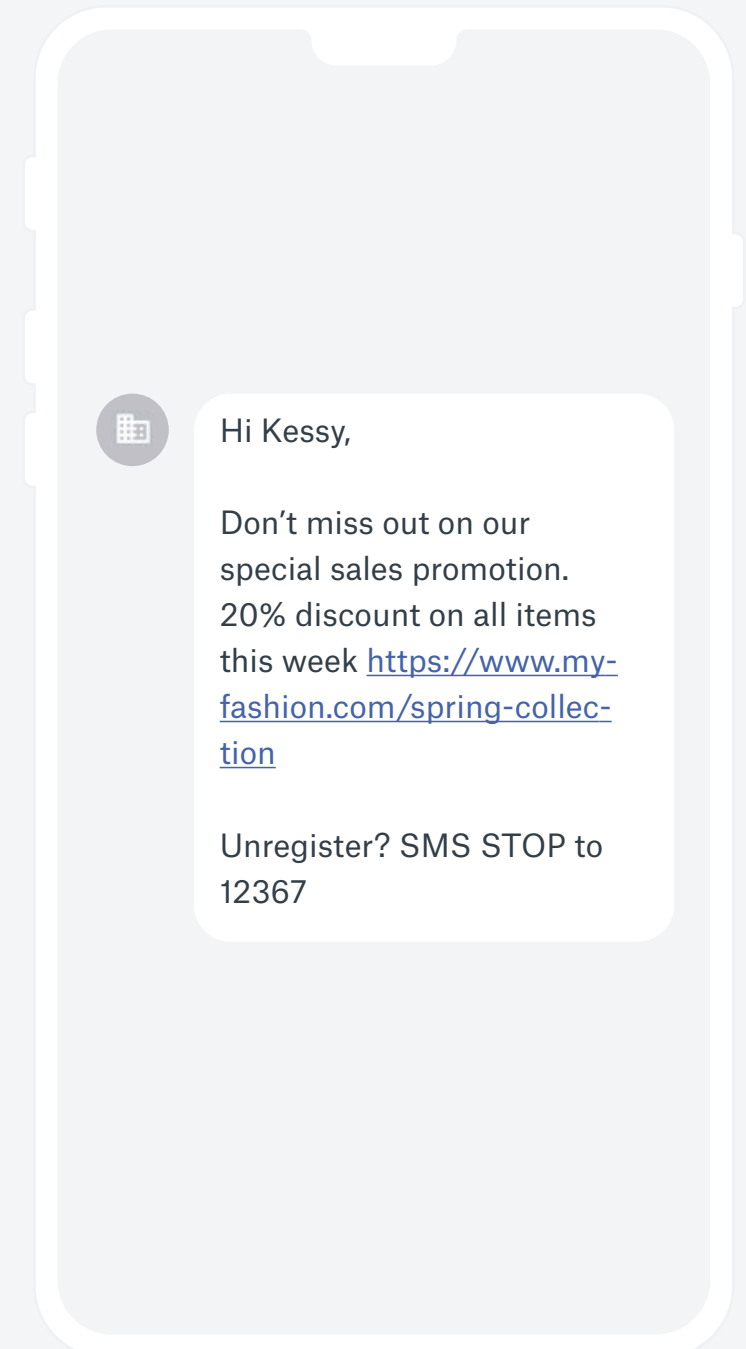 Hi Kessy,
Don’t miss out on our
special sales promotion.
20% discount on all items
this week https://www.my-
fashion.com/spring-collec-
tion
Unregister? SMS STOP to
12367